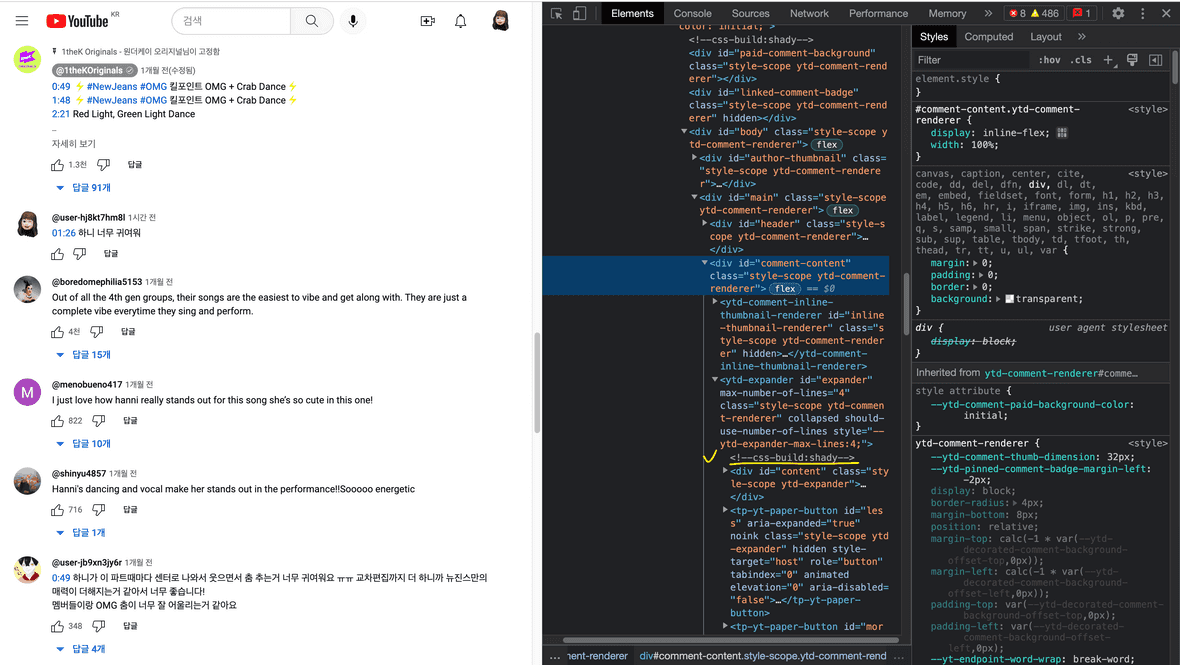 YouTube KR
검색
1theK Originals - 원더케이 오리지널님이 고정함
@1theKOriginals 1개월 전(수정됨)
0:49 ⚡ #NewJeans #OMG 킬포인트 OMG + Crab Dance⚡
1:48 ⚡ #NewJeans #OMG 킬포인트 OMG + Crab Dance⚡
2:21 Red Light, Green Light Dance
_
자세히 보기
1.3천 답글
답글 91개
@user-hj8kt7hm8l 1시간 전
01:26 하니 너무 귀여워
답글
@boredomephilia5153 1개월 전
Out of all the 4th gen groups, their songs are the easiest to vibe and get along with. They are just a
complete vibe everytime they sing and perform.
4천 답글
답글 15개
M
@menobueno417 1개월 전
I just love how hanni really stands out for this song she's so cute in this one!
822 답글
답글 10개
@shinyu4857 1개월 전
Hanni's dancing and vocal make her stands out in the performance!!Sooooo energetic
716 답글
답글 1개
@user-jb9xn3jy6r 1개월 전
0:49 하니가 이 파트때마다 센터로 나와서 웃으면서 춤 추는거 너무 귀여워요 ㅠㅠ 교차편집까지 더 하니까 뉴진스만의
매력이 더해지는거 같아서 너무 좋습니다!
멤버들이랑 OMG 춤이 너무 잘 어울리는거 같아요
348 답글
답글 4개
Elements Console Sources Network Performance Memory » 8 486 1
color: initial; ">
<!--css-build:shady-->
<div id="paid-comment-background"
class="style-scope ytd-comment-rend
erer"></div>
<div id="linked-comment-badge"
class="style-scope ytd-comment-rend
erer" hidden></div>
<div id="body" class="style-scope y
td-comment-renderer"> flex
<div id="author-thumbnail" class=
"style-scope ytd-comment-rendere
r">…</div>
<div id="main" class="style-scope
ytd-comment-renderer"> flex
<div id="header" class="style-s
cope ytd-comment-renderer">…
</div>
<div id="comment-content"
class="style-scope ytd-comment-
renderer"> flex == $0
<ytd-comment-inline-
thumbnail-renderer id="inline
-thumbnail-renderer" class="s
tyle-scope ytd-comment-render
er" hidden>…</ytd-comment-
inline-thumbnail-renderer>
<ytd-expander id="expander"
max-number-of-lines="4"
class="style-scope ytd-commen
t-renderer" collapsed should-
use-number-of-lines style="--
ytd-expander-max-lines:4;">
<!--css-build:shady-->
<div id="content" class="sty
le-scope ytd-expander">…
</div>
<tp-yt-paper-button id="les
s" aria-expanded="true"
noink class="style-scope ytd
-expander" hidden style-
target="host" role="button"
tabindex="0" animated
elevation="0" aria-disabled=
"false">…</tp-yt-paper-
button>
<tp-yt-paper-button id="mor
… nent-renderer div#comment-content.style-scope.ytd-comment-rend …
Styles Computed Layout »
Filter :hov .cls +
element.style {
}
#comment-content.ytd-comment- <style>
renderer {
display: inline-flex;
width: 100%;
}
canvas, caption, center, cite, <style>
code, dd, del, dfn, div, dl, dt,
em, embed, fieldset, font, form, h1, h2, h3,
h4, h5, h6, hr, i, iframe, img, ins, kbd,
label, legend, li, menu, object, ol, p, pre,
q, s, samp, small, span, strike, strong,
sub, sup, table, tbody, td, tfoot, th,
thead, tr, tt, u, ul, var {
margin: 0;
padding: 0;
border: 0;
background: transparent;
}
div { user agent stylesheet
display: block;
}
Inherited from ytd-comment-renderer#comme…
style attribute {
--ytd-comment-paid-background-color:
initial;
}
ytd-comment-renderer { <style>
--ytd-comment-thumb-dimension: 32px;
--ytd-pinned-comment-badge-margin-left:
-2px;
display: block;
border-radius: 4px;
margin-bottom: 8px;
position: relative;
margin-top: calc(-1 * var(--ytd-
decorated-comment-background-
offset-top,0px));
margin-left: calc(-1 * var(--ytd-
decorated-comment-background-
offset-left,0px));
padding-top: var(--ytd-decorated-comment-
background-offset-top,0px);
padding-left: var(--ytd-decorated-
comment-background-offset-
left,0px);
--yt-endpoint-word-wrap: break-word;